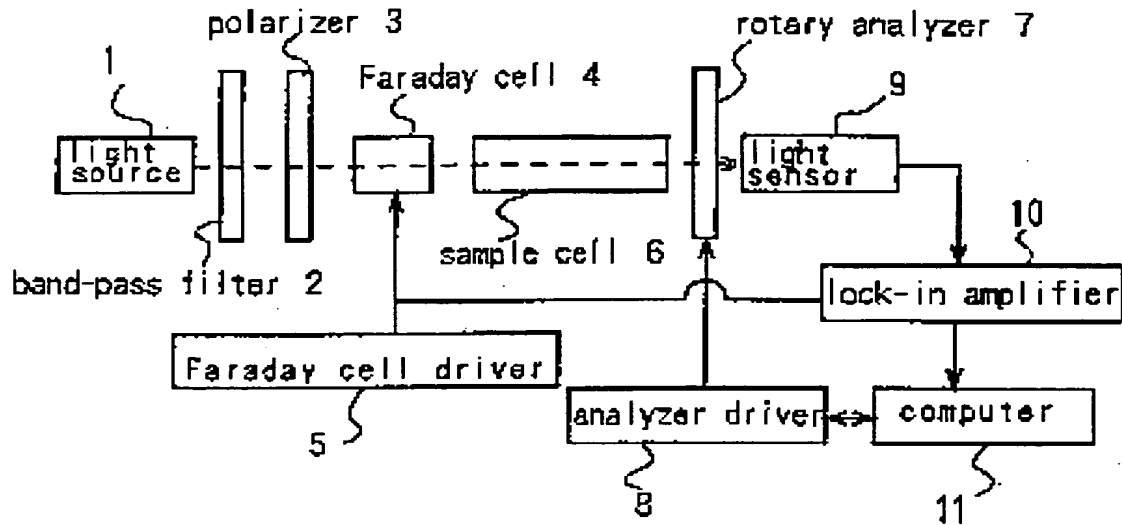 polarizer 3
rotary analyzer 7
1
Faraday cell 4
9
light
source
light
sensor
10
sample cell 6
band-pass filter 2
lock-in amplifier
Faraday cell driver
analyzer driver
computer
5
8
11